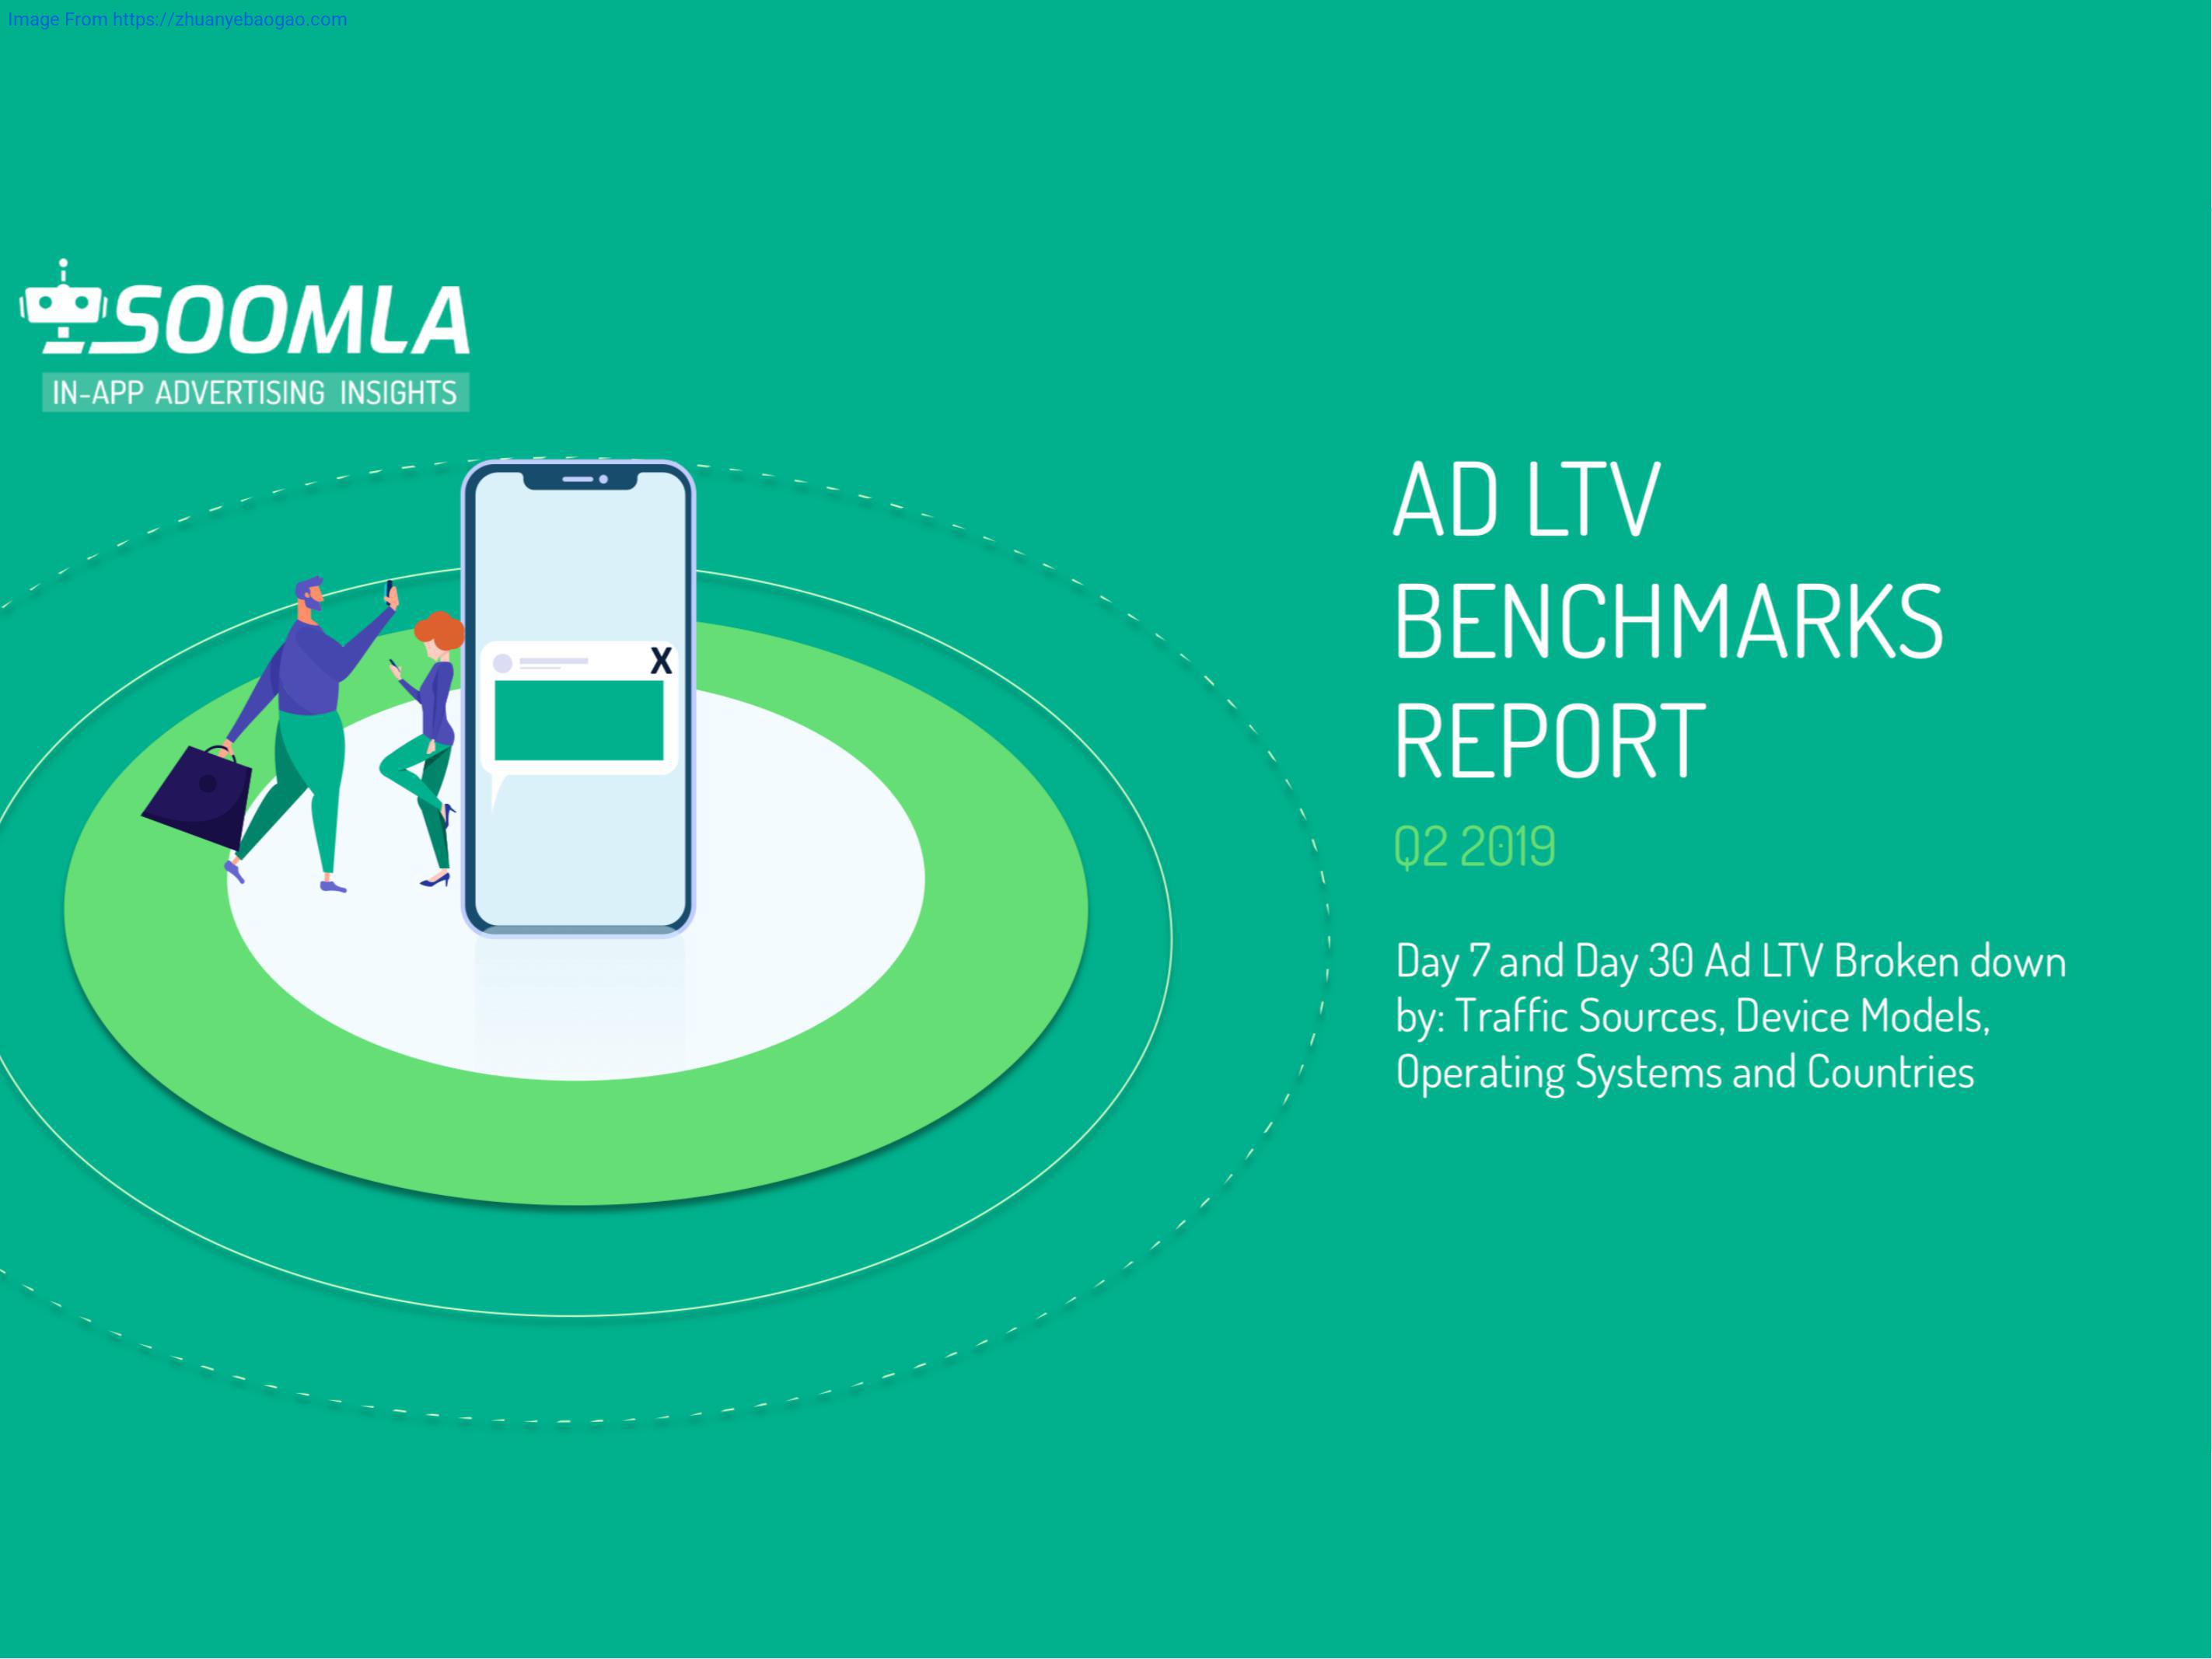 Image From https://zhuanyebaogao.com
SOOMLA
IN-APP ADVERTISING INSIGHTS
X
AD LTV
BENCHMARKS
REPORT
Q2 2019
Day 7 and Day 30 Ad LTV Broken down
by: Traffic Sources, Device Models,
Operating Systems and Countries